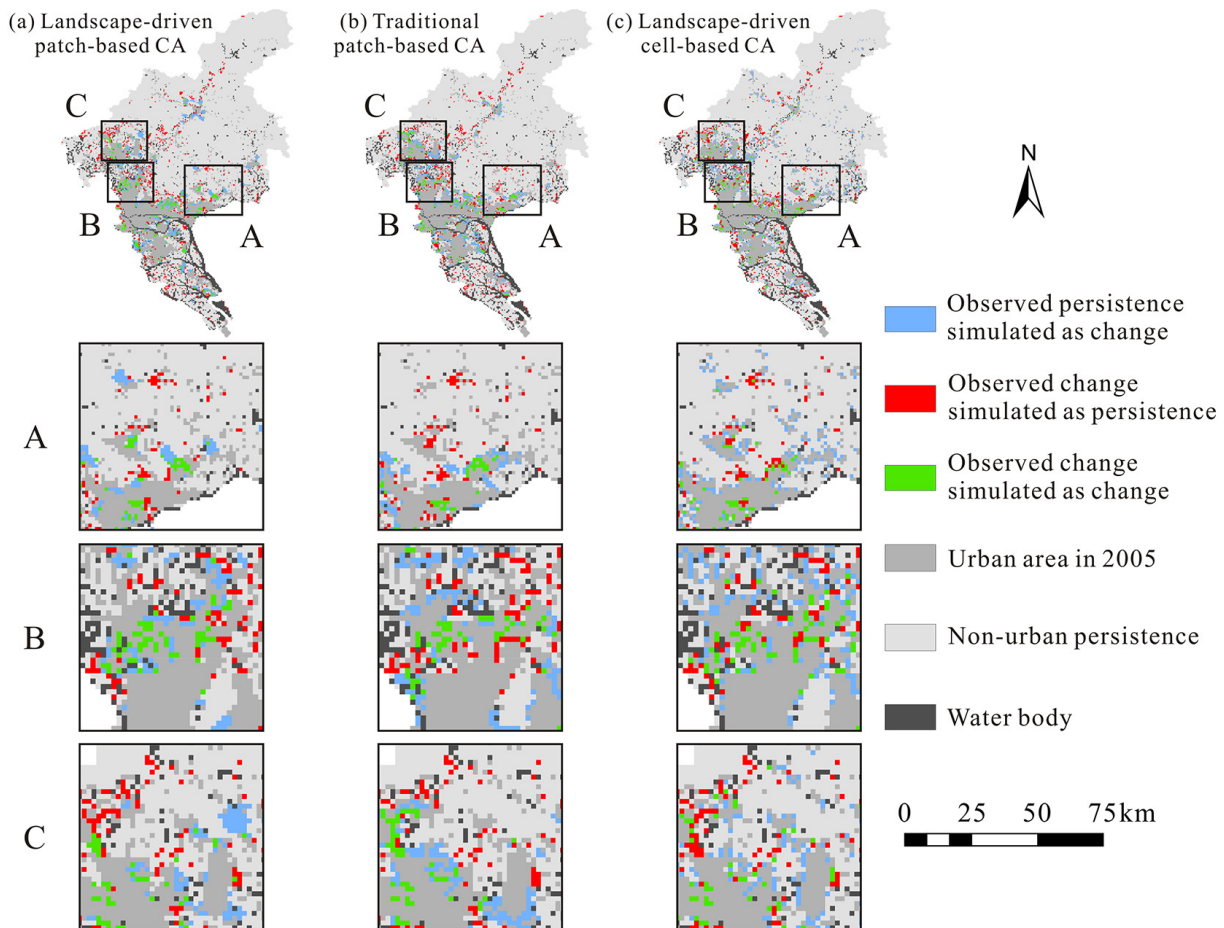 (a) Landscape-driven
patch-based CA
(b) Traditional
patch-based CA
(c) Landscape-driven
cell-based CA
C
B
A
C
B
A
C
B
A
N
Observed persistence
simulated as change
Observed change
simulated as persistence
Observed change
simulated as change
Urban area in 2005
Non-urban persistence
Water body
0 25 50 75km
A
B
C